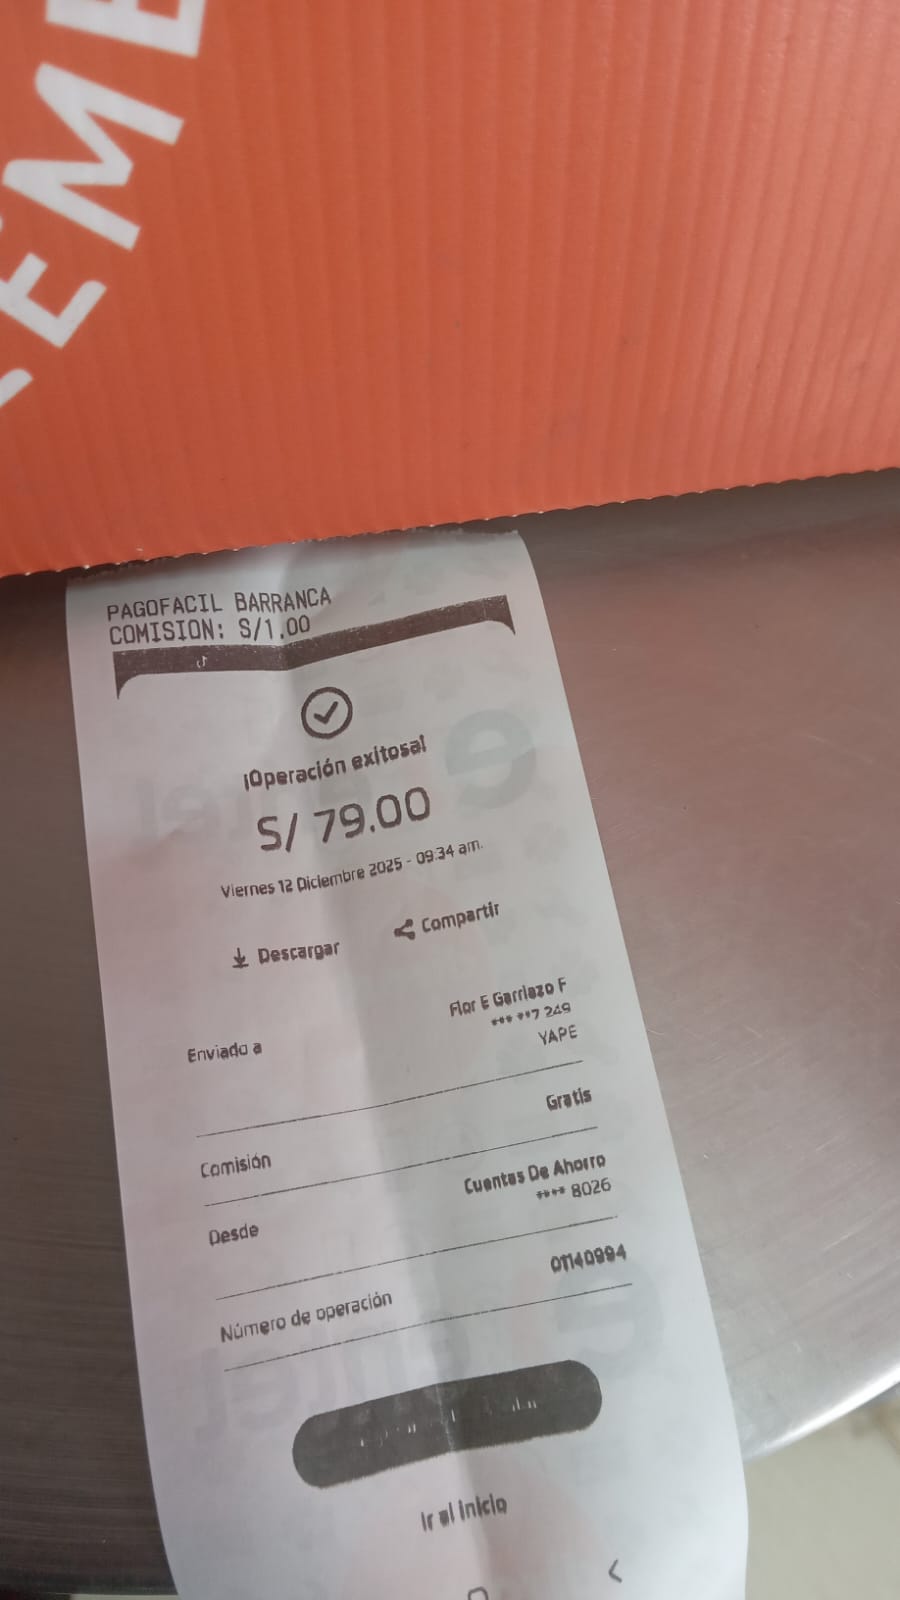 EME
PAGOFACIL BARRANCA
COMISION: S/1.00
¡Operación exitosa!
S/ 79.00
Viernes 12 Diciembre 2025 - 09:34 am.
Descargar
Compartir
Enviado a
Flor E Garriazo F
*** **7 249
YAPE
Comisión
Gratis
Desde
Cuentas De Ahorro
**** 8026
Número de operación
01140994
Ir al inicio